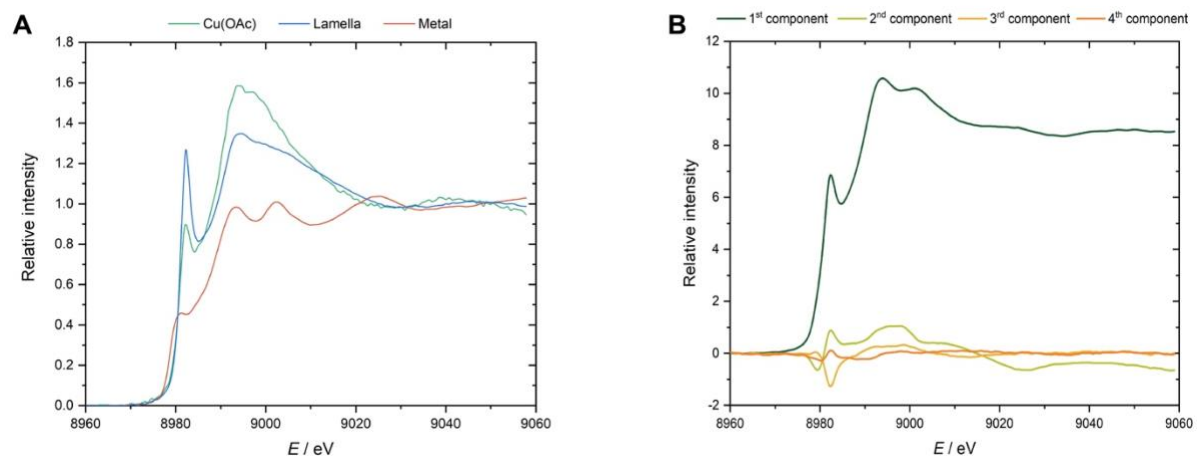 A
Cu(OAc) Lamella Metal
Relative intensity
1.8
1.6
1.4
1.2
1.0
0.8
0.6
0.4
0.2
0.0
8960 8980 9000 9020 9040 9060
E / eV
B
1st component 2nd component 3rd component 4th component
Relative intensity
12
10
8
6
4
2
0
-2
8960 8980 9000 9020 9040 9060
E / eV